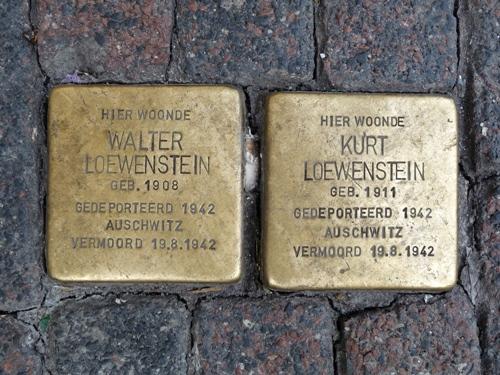 HIER WOONDE
WALTER
LOEWENSTEIN
GEB. 1908
GEDEPORTEERD 1942
AUSCHWITZ
VERMOORD 19.8.1942
HIER WOONDE
KURT
LOEWENSTEIN
GEB. 1911
GEDEPORTEERD 1942
AUSCHWITZ
VERMOORD 19.8.1942